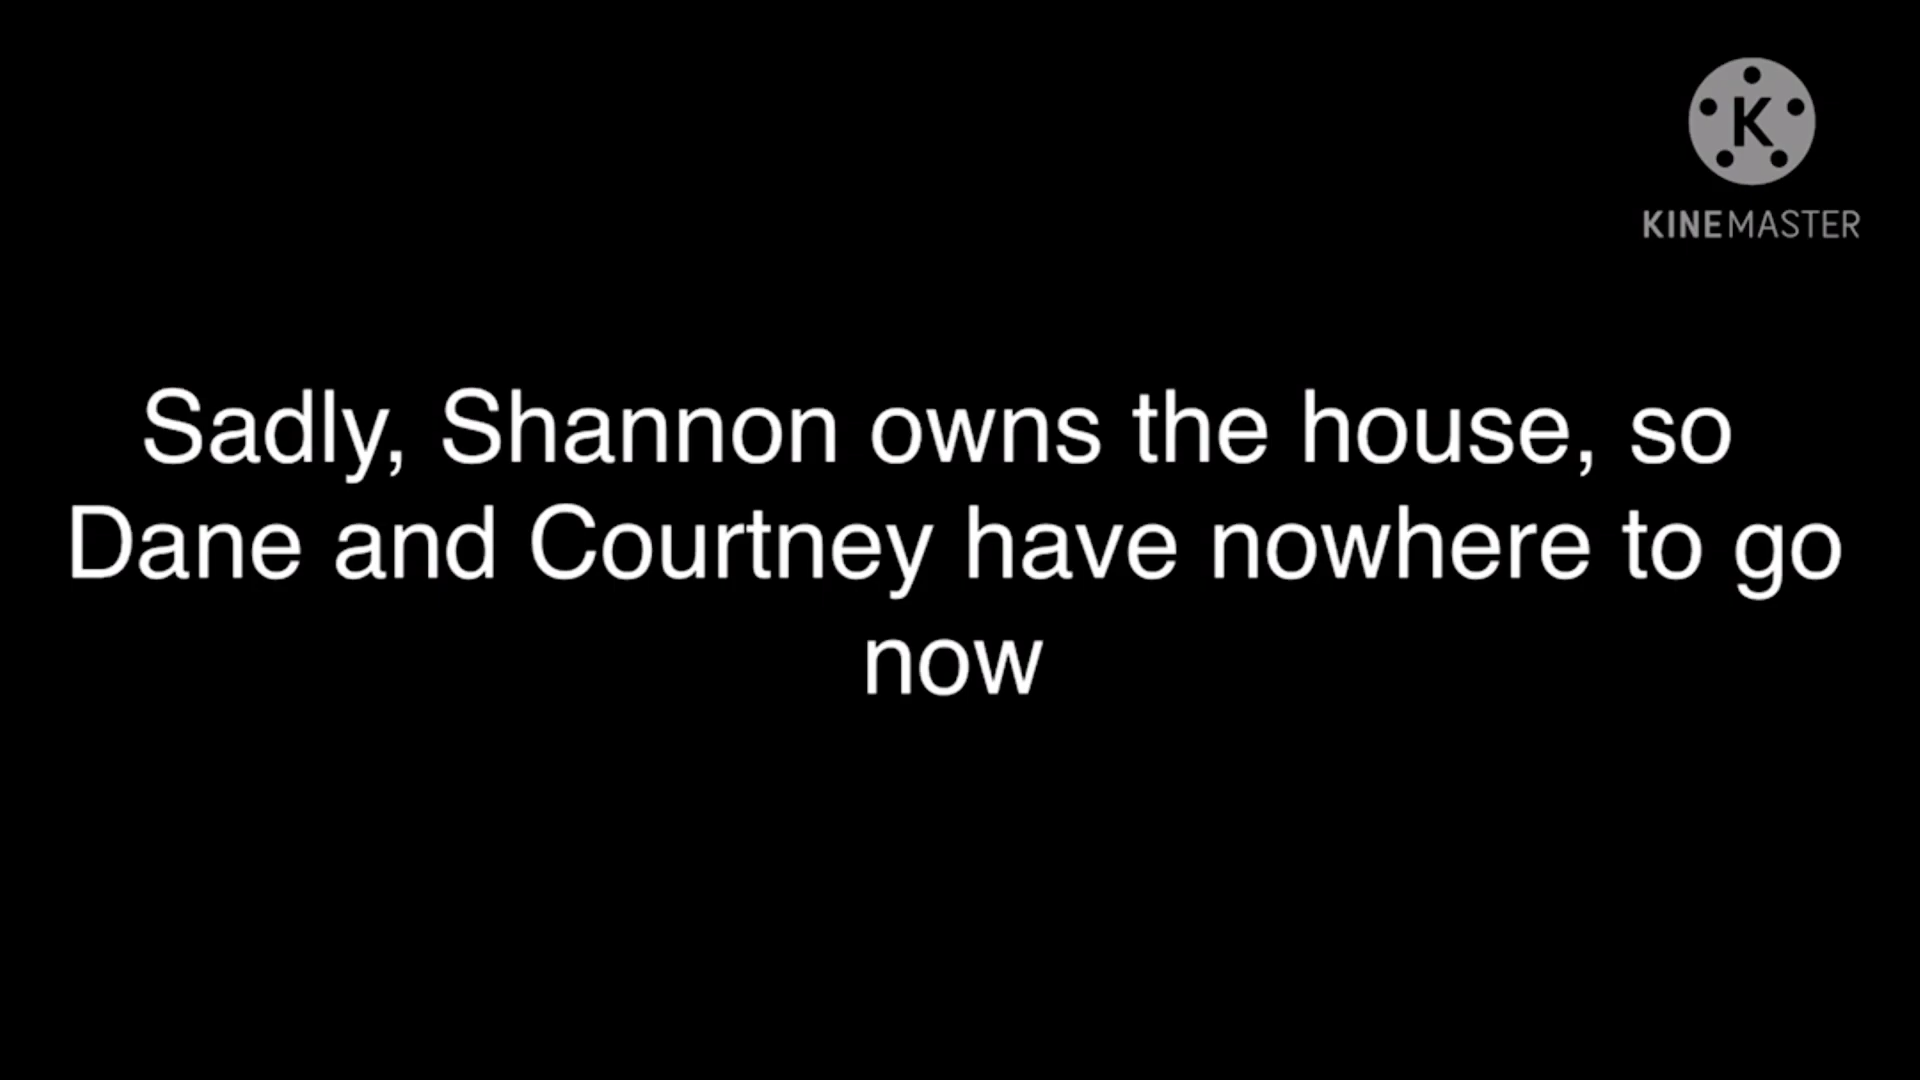 K
KINEMASTER
Sadly, Shannon owns the house, so
Dane and Courtney have nowhere to go
now